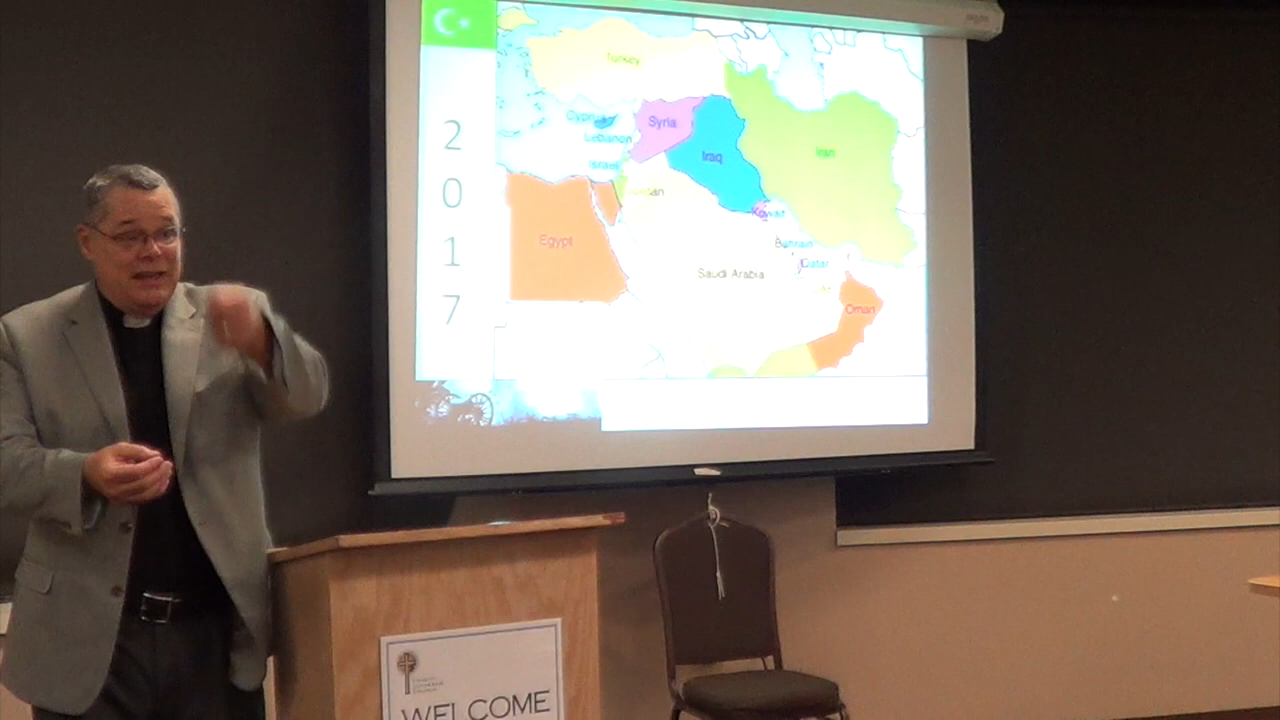 2
0
1
7
Turkey
Cyprus
Syria
Lebanon
Iraq
Iran
Israel
Kuwait
Egypt
Bahrain
Qatar
Saudi Arabia
Oman
WELCOME